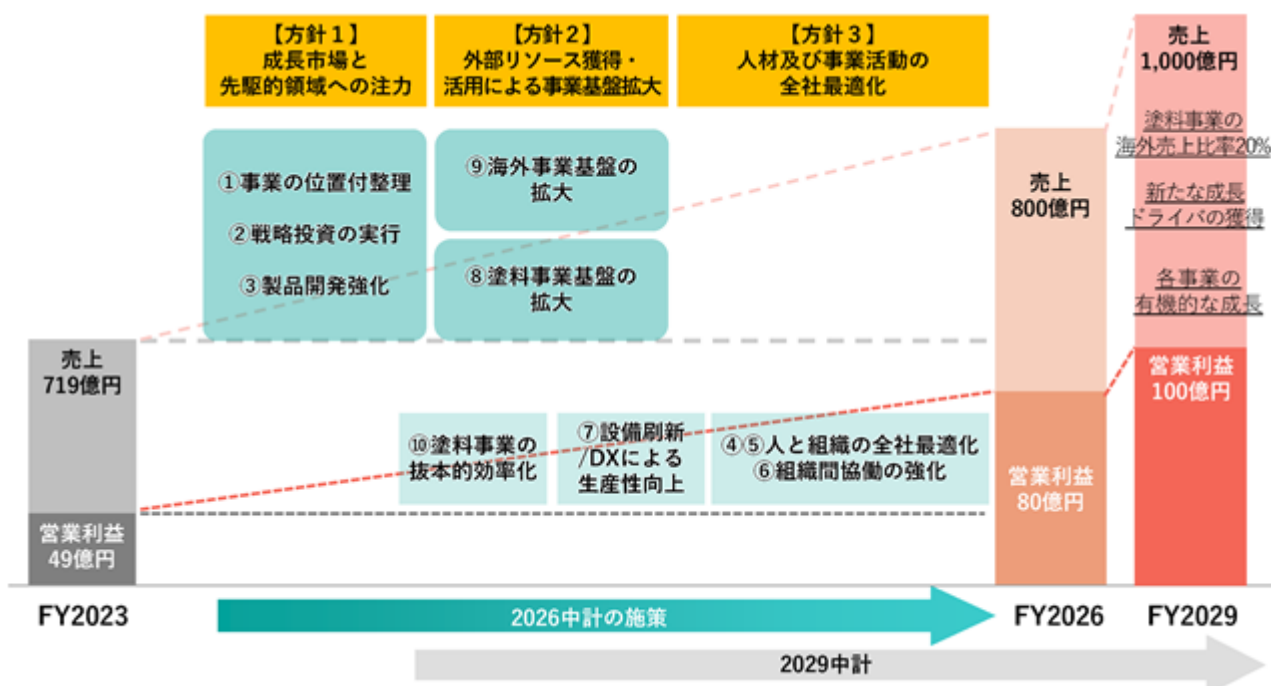 【方針１】
成長市場と
先駆的領域への注力
【方針２】
外部リソース獲得・
活用による事業基盤拡大
【方針３】
人材及び事業活動の
全社最適化
売上
1,000億円
塗料事業の
海外売上比率20%
新たな成長
ドライバの獲得
各事業の
有機的な成長
営業利益
100億円
①事業の位置付整理
②戦略投資の実行
③製品開発強化
⑨海外事業基盤の
拡大
⑧塗料事業基盤の
拡大
売上
800億円
営業利益
80億円
売上
719億円
営業利益
49億円
⑩塗料事業の
抜本的効率化
⑦設備刷新
/DXによる
生産性向上
④⑤人と組織の全社最適化
⑥組織間協働の強化
FY2023
2026中計の施策
FY2026
FY2029
2029中計